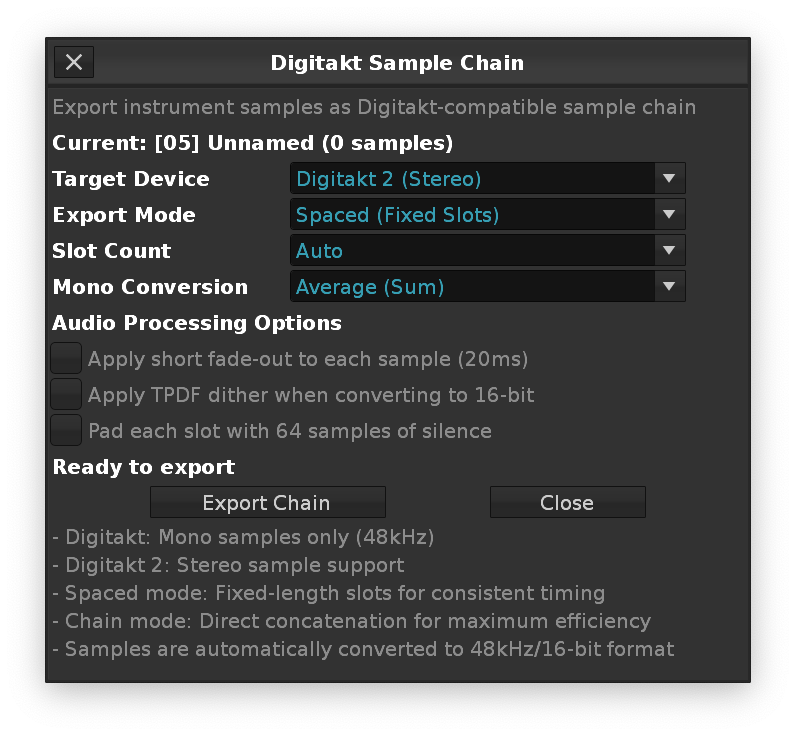 Digitakt Sample Chain
Export instrument samples as Digitakt-compatible sample chain
Current: [05] Unnamed (0 samples)
Target Device Digitakt 2 (Stereo)
Export Mode Spaced (Fixed Slots)
Slot Count Auto
Mono Conversion Average (Sum)
Audio Processing Options
Apply short fade-out to each sample (20ms)
Apply TPDF dither when converting to 16-bit
Pad each slot with 64 samples of silence
Ready to export
Export Chain Close
- Digitakt: Mono samples only (48kHz)
- Digitakt 2: Stereo sample support
- Spaced mode: Fixed-length slots for consistent timing
- Chain mode: Direct concatenation for maximum efficiency
- Samples are automatically converted to 48kHz/16-bit format